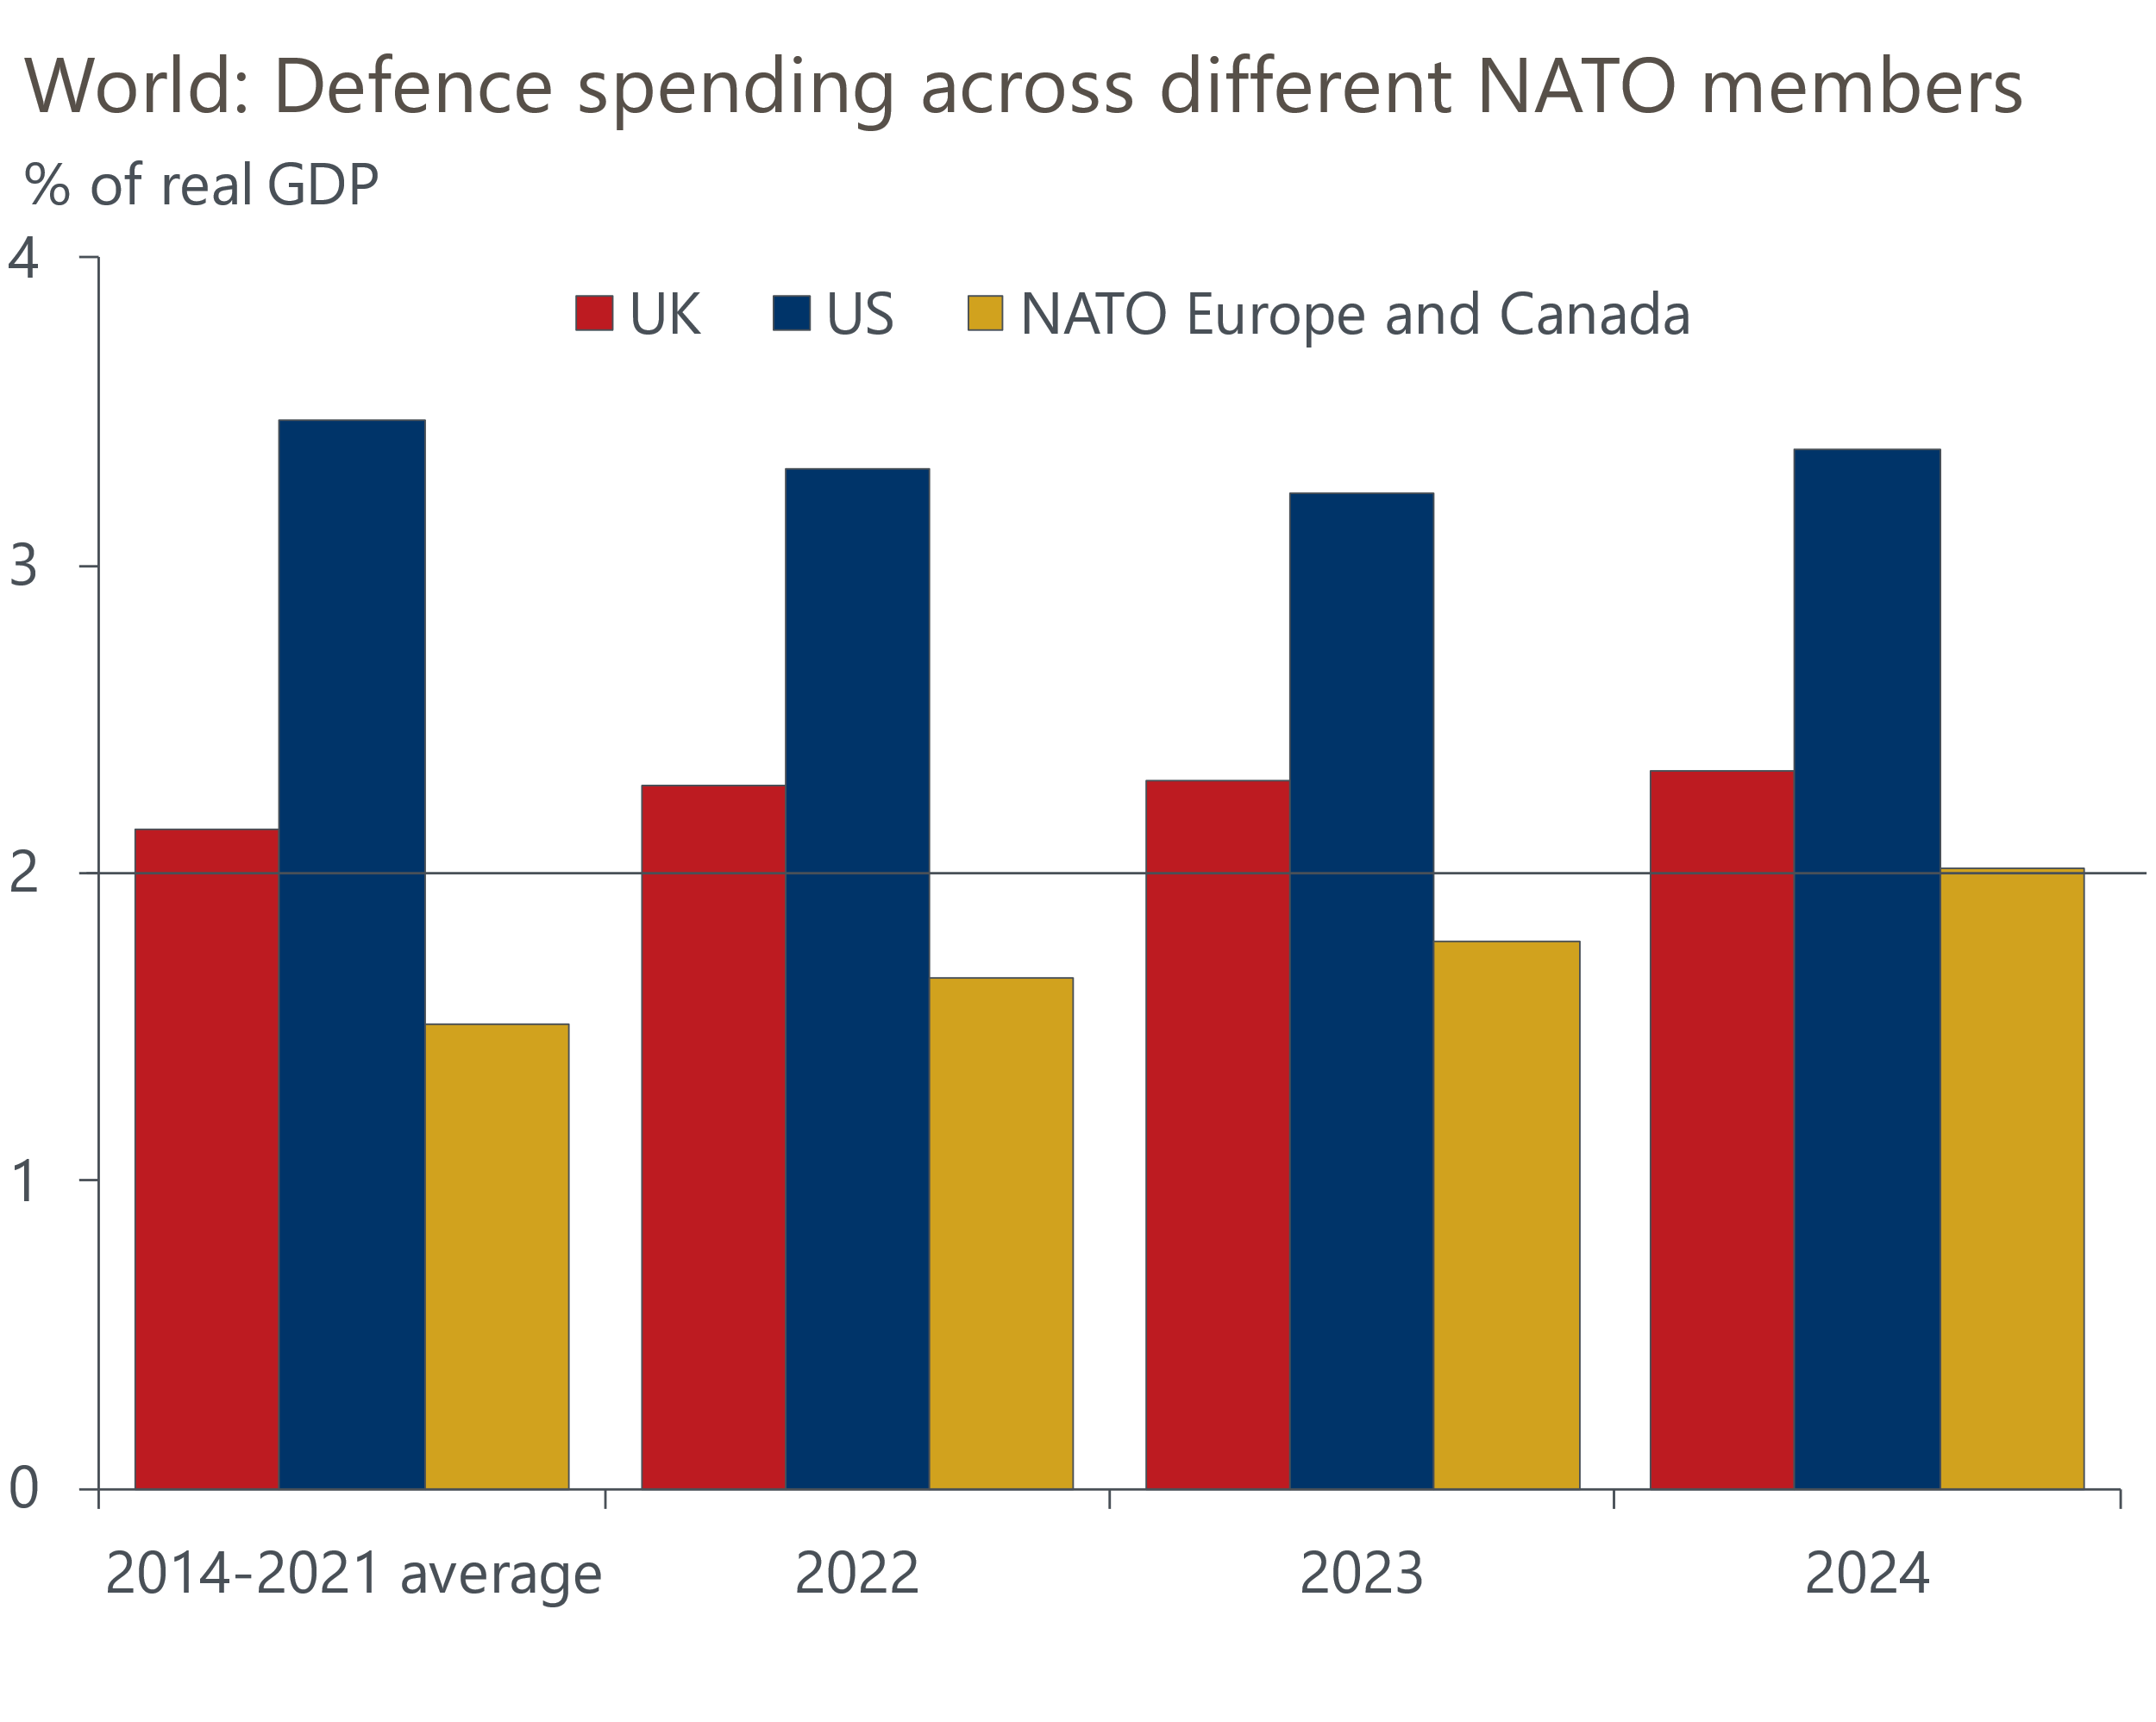 World: Defence spending across different NATO members
% of real GDP
4
UK US NATO Europe and Canada
3
2
1
0
2014-2021 average 2022 2023 2024